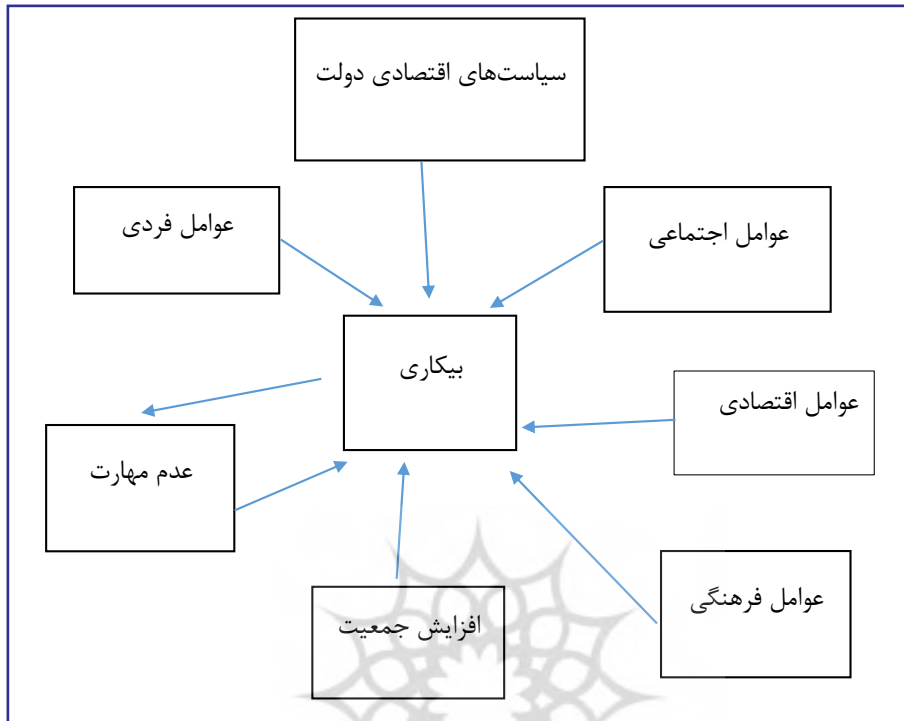 سیاست‌های اقتصادی دولت
عوامل اجتماعی
عوامل فردی
بیکاری
عوامل اقتصادی
عدم مهارت
عوامل فرهنگی
افزایش جمعیت